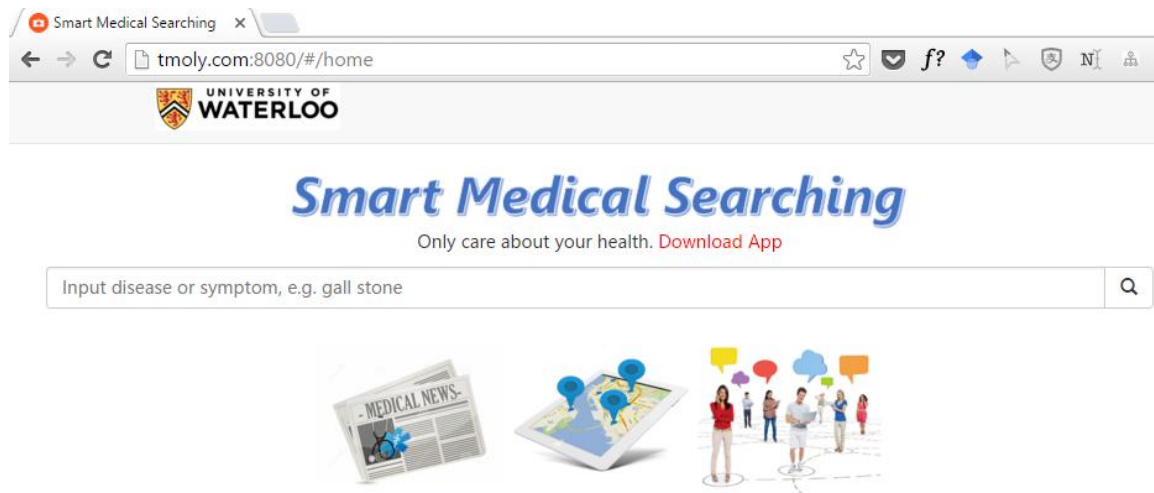 Smart Medical Searching
tmoly.com:8080/#/home
f?
UNIVERSITY OF
WATERLOO
Smart Medical Searching
Only care about your health. Download App
Input disease or symptom, e.g. gall stone
- MEDICAL NEWS-